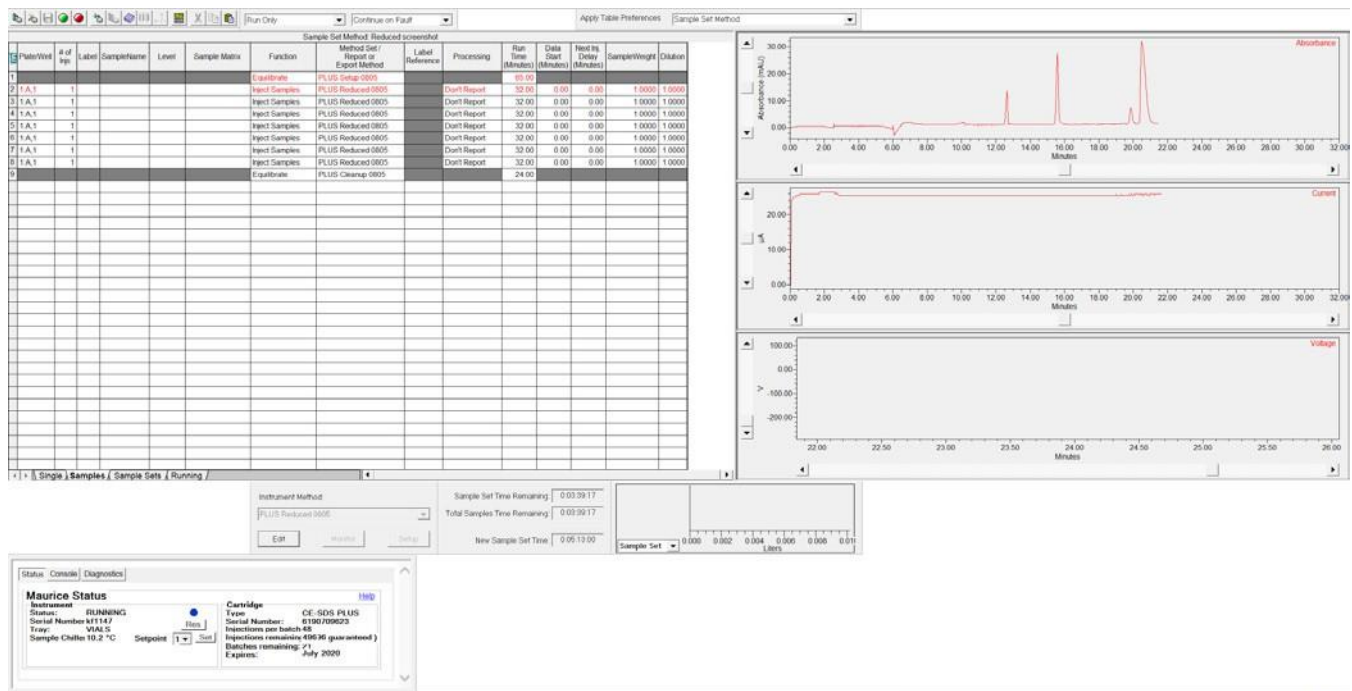 Run Only Continue on Fault Apply Table Preferences Sample Set Method
Sample Set Method: Reduced screenshot
Plate/Well # of Injs Label SampleName Level Sample Matrix Function Method Set / Report or Export Method Label Reference Processing Run Time (Minutes) Data Start (Minutes) Next Inj. Delay (Minutes) SampleWeight Dilution
1 Equilibrate PLUS Setup 0805 65.00
2 1:A,1 1 Inject Samples PLUS Reduced 0805 Don't Report 32.00 0.00 0.00 1.0000 1.0000
3 1:A,1 1 Inject Samples PLUS Reduced 0805 Don't Report 32.00 0.00 0.00 1.0000 1.0000
4 1:A,1 1 Inject Samples PLUS Reduced 0805 Don't Report 32.00 0.00 0.00 1.0000 1.0000
5 1:A,1 1 Inject Samples PLUS Reduced 0805 Don't Report 32.00 0.00 0.00 1.0000 1.0000
6 1:A,1 1 Inject Samples PLUS Reduced 0805 Don't Report 32.00 0.00 0.00 1.0000 1.0000
7 1:A,1 1 Inject Samples PLUS Reduced 0805 Don't Report 32.00 0.00 0.00 1.0000 1.0000
8 1:A,1 1 Inject Samples PLUS Reduced 0805 Don't Report 32.00 0.00 0.00 1.0000 1.0000
9 Equilibrate PLUS Cleanup 0805 24.00
Single Samples Sample Sets Running
Absorbance
Absorbance (mAU)
30.00
20.00
10.00
0.00
0.00 2.00 4.00 6.00 8.00 10.00 12.00 14.00 16.00 18.00 20.00 22.00 24.00 26.00 28.00 30.00 32.00
Minutes
Current
µA
20.00
10.00
0.00
0.00 2.00 4.00 6.00 8.00 10.00 12.00 14.00 16.00 18.00 20.00 22.00 24.00 26.00 28.00 30.00 32.00
Minutes
Voltage
V
100.00
0.00
-100.00
-200.00
22.00 22.50 23.00 23.50 24.00 24.50 25.00 25.50 26.00
Minutes
Instrument Method
PLUS Reduced 0805
Edit Monitor Setup
Sample Set Time Remaining: 0:03:39:17
Total Samples Time Remaining: 0:03:39:17
New Sample Set Time: 0:05:13:00
Sample Set
0.000 0.002 0.004 0.006 0.008 0.01
Liters
Status Console Diagnostics
Maurice Status Help
Instrument
Status: RUNNING
Serial Number kf1147
Tray: VIALS
Sample Chille 10.2 °C Setpoint 1 Set
Res
Cartridge
Type CE-SDS PLUS
Serial Number: 6190709623
Injections per batch 48
Injections remaining guaranteed )
Batches remaining: 21
Expires: July 2020